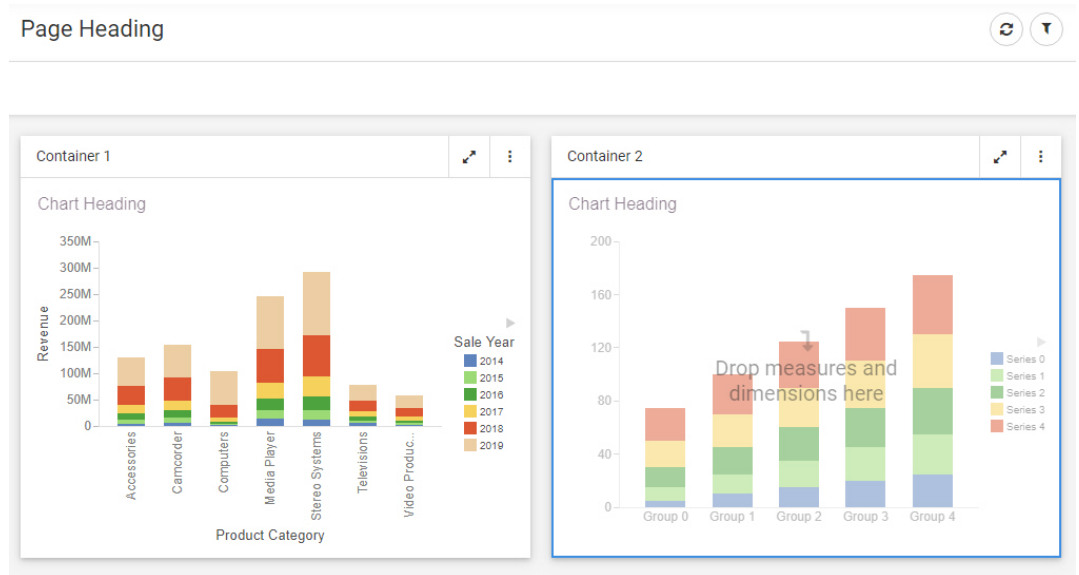 Page Heading
Container 1
Chart Heading
350M
300M
250M
200M
150M
100M
50M
0
Revenue
Accessories
Camcorder
Computers
Media Player
Stereo Systems
Televisions
Video Produc...
Product Category
Sale Year
2014
2015
2016
2017
2018
2019
Container 2
Chart Heading
200
160
120
80
40
0
Drop measures and
dimensions here
Group 0
Group 1
Group 2
Group 3
Group 4
Series 0
Series 1
Series 2
Series 3
Series 4